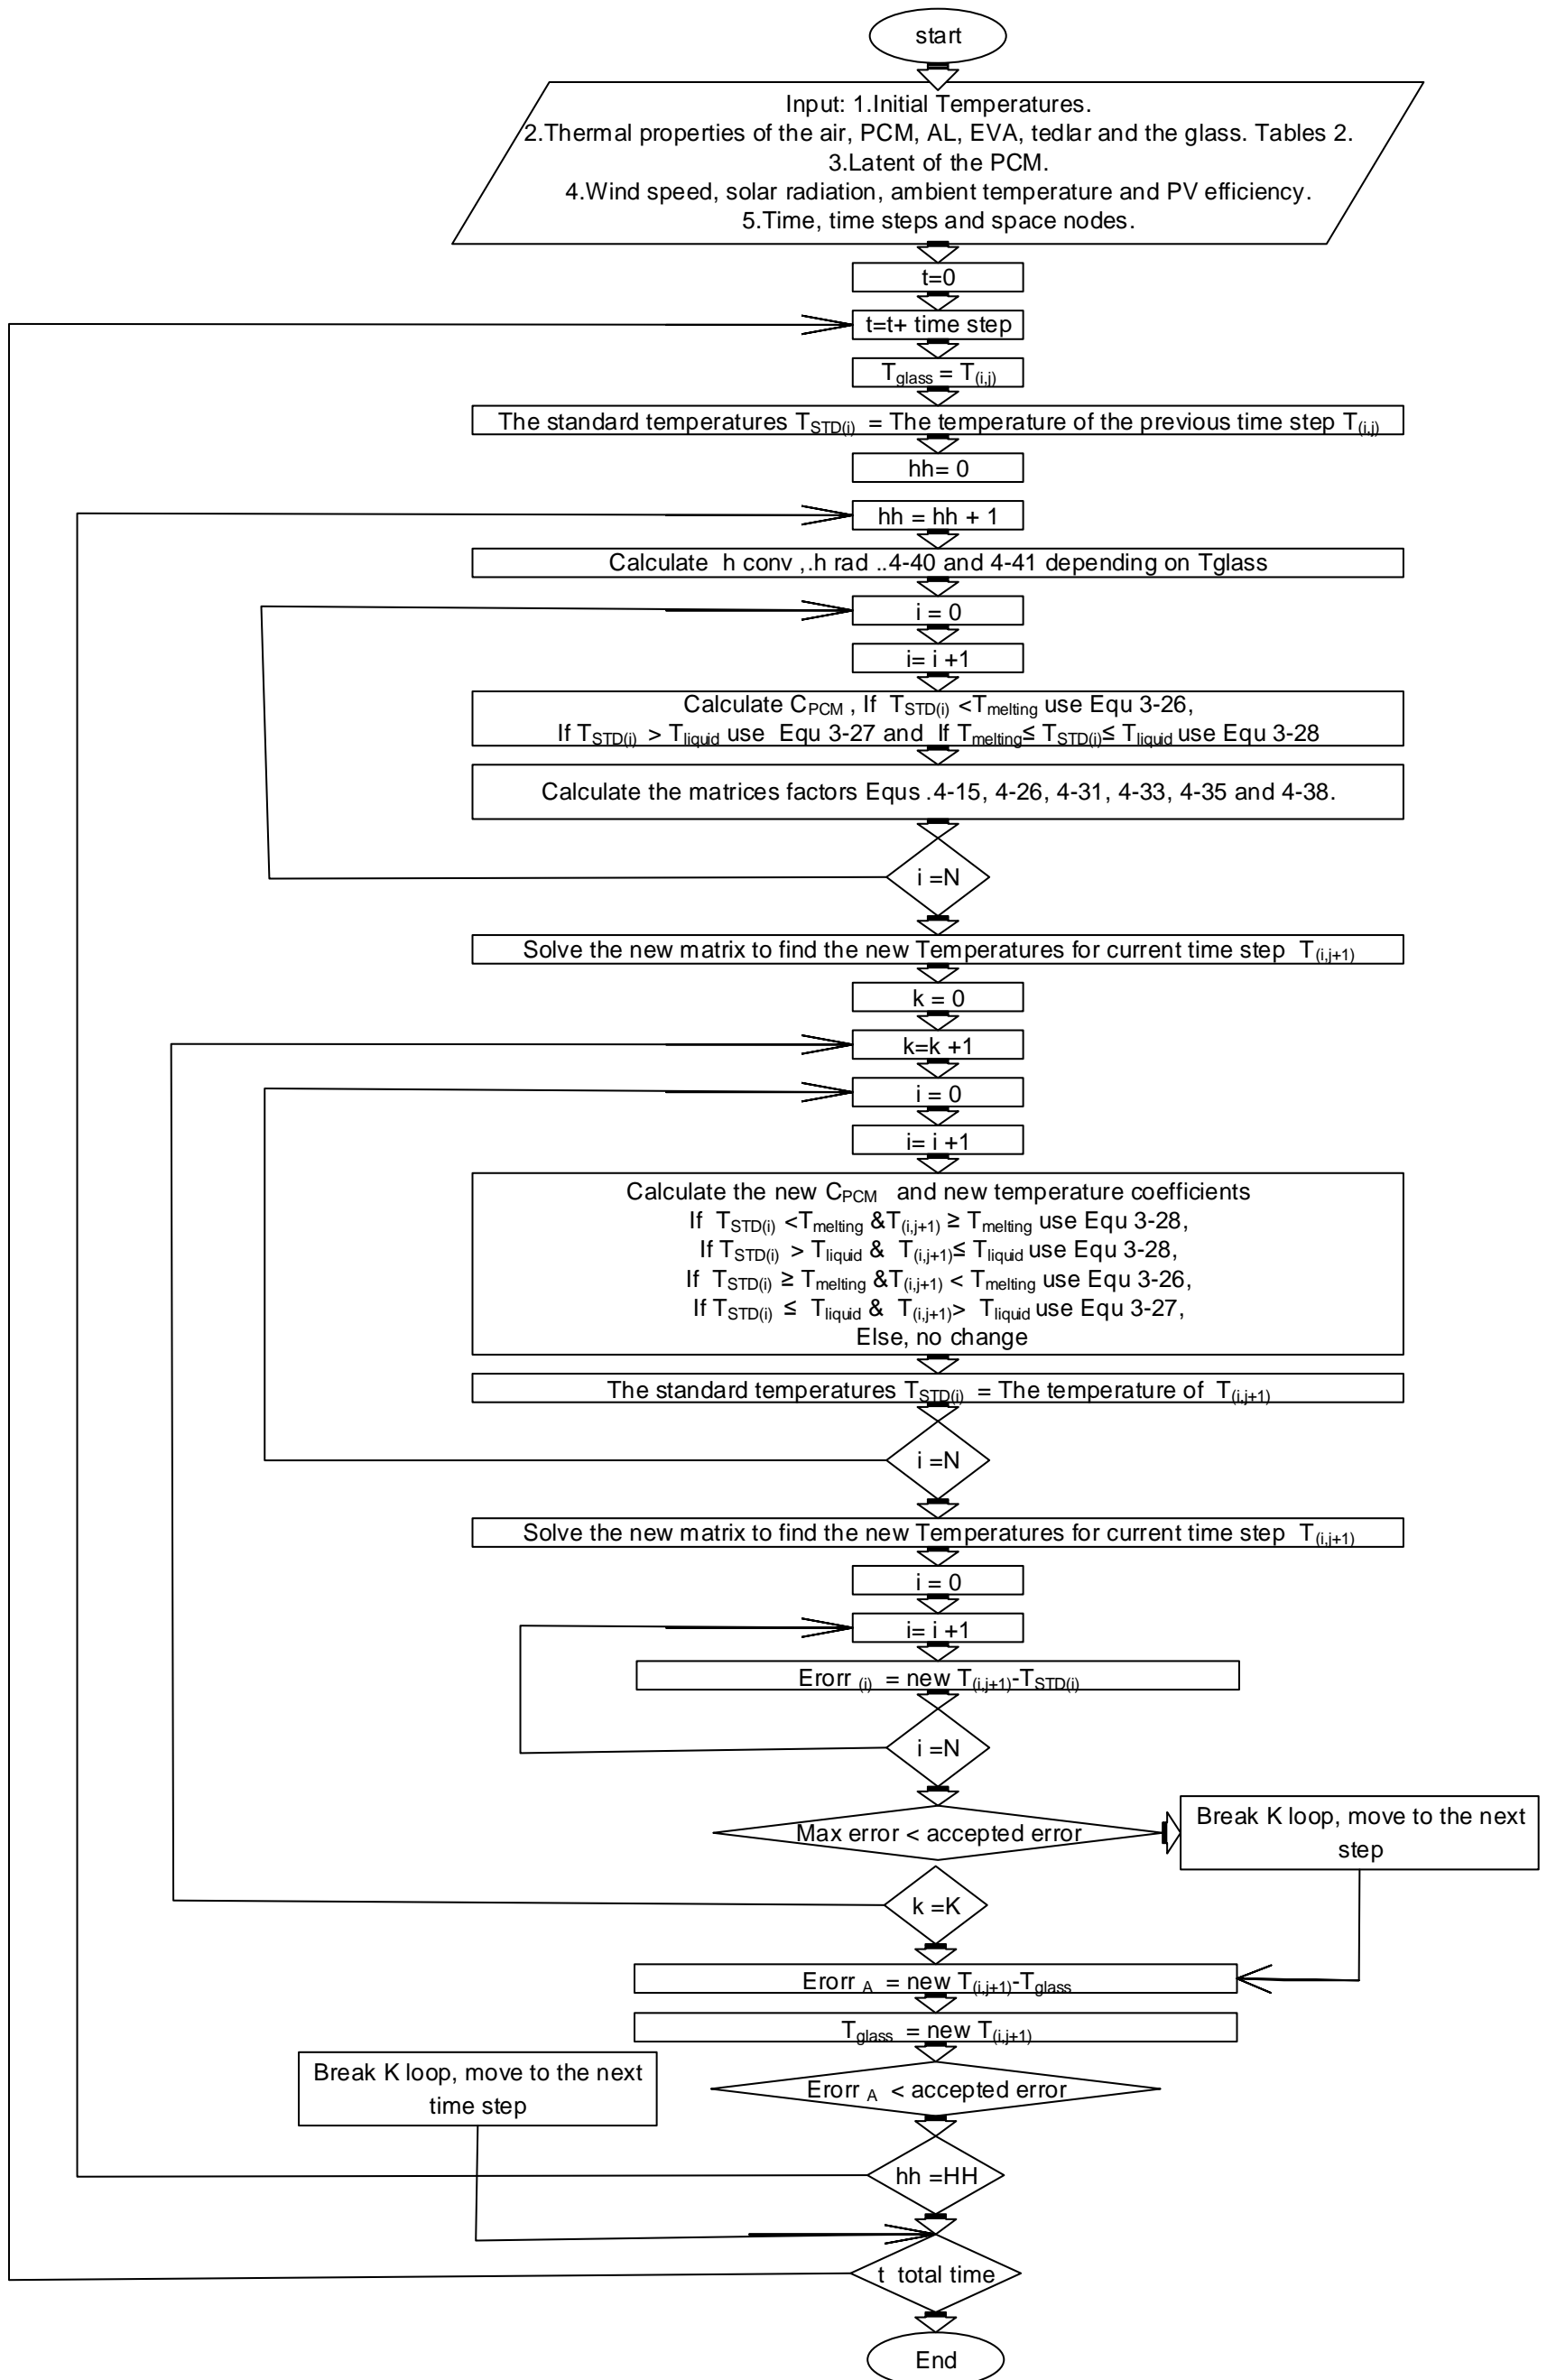 start
Input: 1.Initial Temperatures.
2.Thermal properties of the air, PCM, AL, EVA, tedlar and the glass. Tables 2.
3.Latent of the PCM.
4.Wind speed, solar radiation, ambient temperature and PV efficiency.
5.Time, time steps and space nodes.
t=0
t=t+ time step
Tglass = T(i,j)
The standard temperatures TSTD(i) = The temperature of the previous time step T(i,j)
hh= 0
hh = hh + 1
Calculate h conv ,.h rad ..4-40 and 4-41 depending on Tglass
i = 0
i= i +1
Calculate CPCM , If TSTD(i) <Tmelting use Equ 3-26,
If TSTD(i) > Tliquid use Equ 3-27 and If Tmelting≤ TSTD(i)≤ Tliquid use Equ 3-28
Calculate the matrices factors Equs .4-15, 4-26, 4-31, 4-33, 4-35 and 4-38.
i =N
Solve the new matrix to find the new Temperatures for current time step T(i,j+1)
k = 0
k=k +1
i = 0
i= i +1
Calculate the new CPCM and new temperature coefficients
If TSTD(i) <Tmelting &T(i,j+1) ≥ Tmelting use Equ 3-28,
If TSTD(i) > Tliquid & T(i,j+1)≤ Tliquid use Equ 3-28,
If TSTD(i) ≥ Tmelting &T(i,j+1) < Tmelting use Equ 3-26,
If TSTD(i) ≤ Tliquid & T(i,j+1)> Tliquid use Equ 3-27,
Else, no change
The standard temperatures TSTD(i) = The temperature of T(i,j+1)
i =N
Solve the new matrix to find the new Temperatures for current time step T(i,j+1)
i = 0
i= i +1
Erorr (i) = new T(i,j+1)-TSTD(i)
i =N
Max error < accepted error
Break K loop, move to the next
step
k =K
Erorr A = new T(i,j+1)-Tglass
Tglass = new T(i,j+1)
Break K loop, move to the next
time step
Erorr A < accepted error
hh =HH
t total time
End